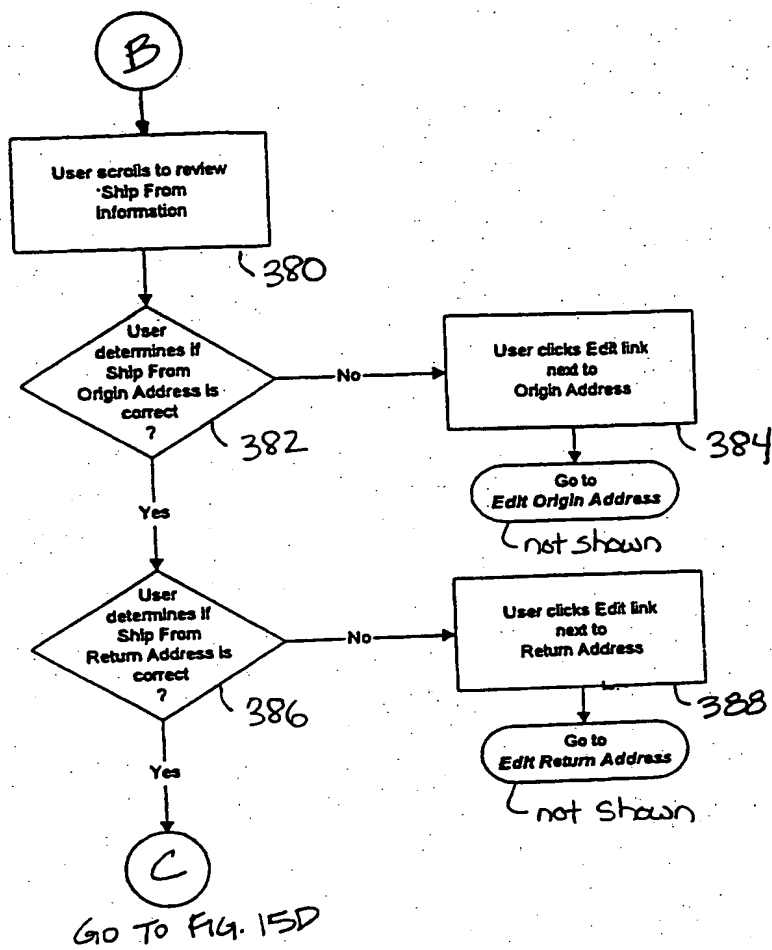 B
User scrolls to review
Ship From
Information
380
User
determines if
Ship From
Origin Address is
correct
?
382
No
User clicks Edit link
next to
Origin Address
384
Go to
Edit Origin Address
not shown
Yes
User
determines if
Ship From
Return Address is
correct
?
386
No
User clicks Edit link
next to
Return Address
388
Go to
Edit Return Address
not shown
Yes
C
GO TO FIG. 15D